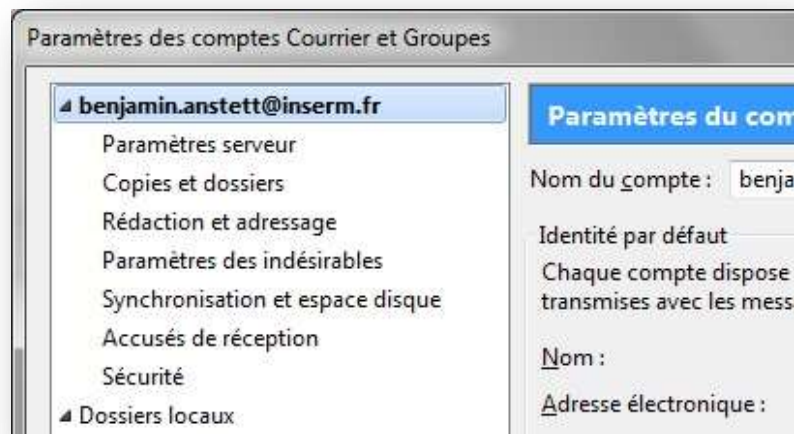 Paramètres des comptes Courrier et Groupes
benjamin.anstett@inserm.fr
Paramètres serveur
Copies et dossiers
Rédaction et adressage
Paramètres des indésirables
Synchronisation et espace disque
Accusés de réception
Sécurité
Dossiers locaux
Paramètres du com
Nom du compte : benja
Identité par défaut
Chaque compte dispose
transmises avec les mess
Nom :
Adresse électronique :